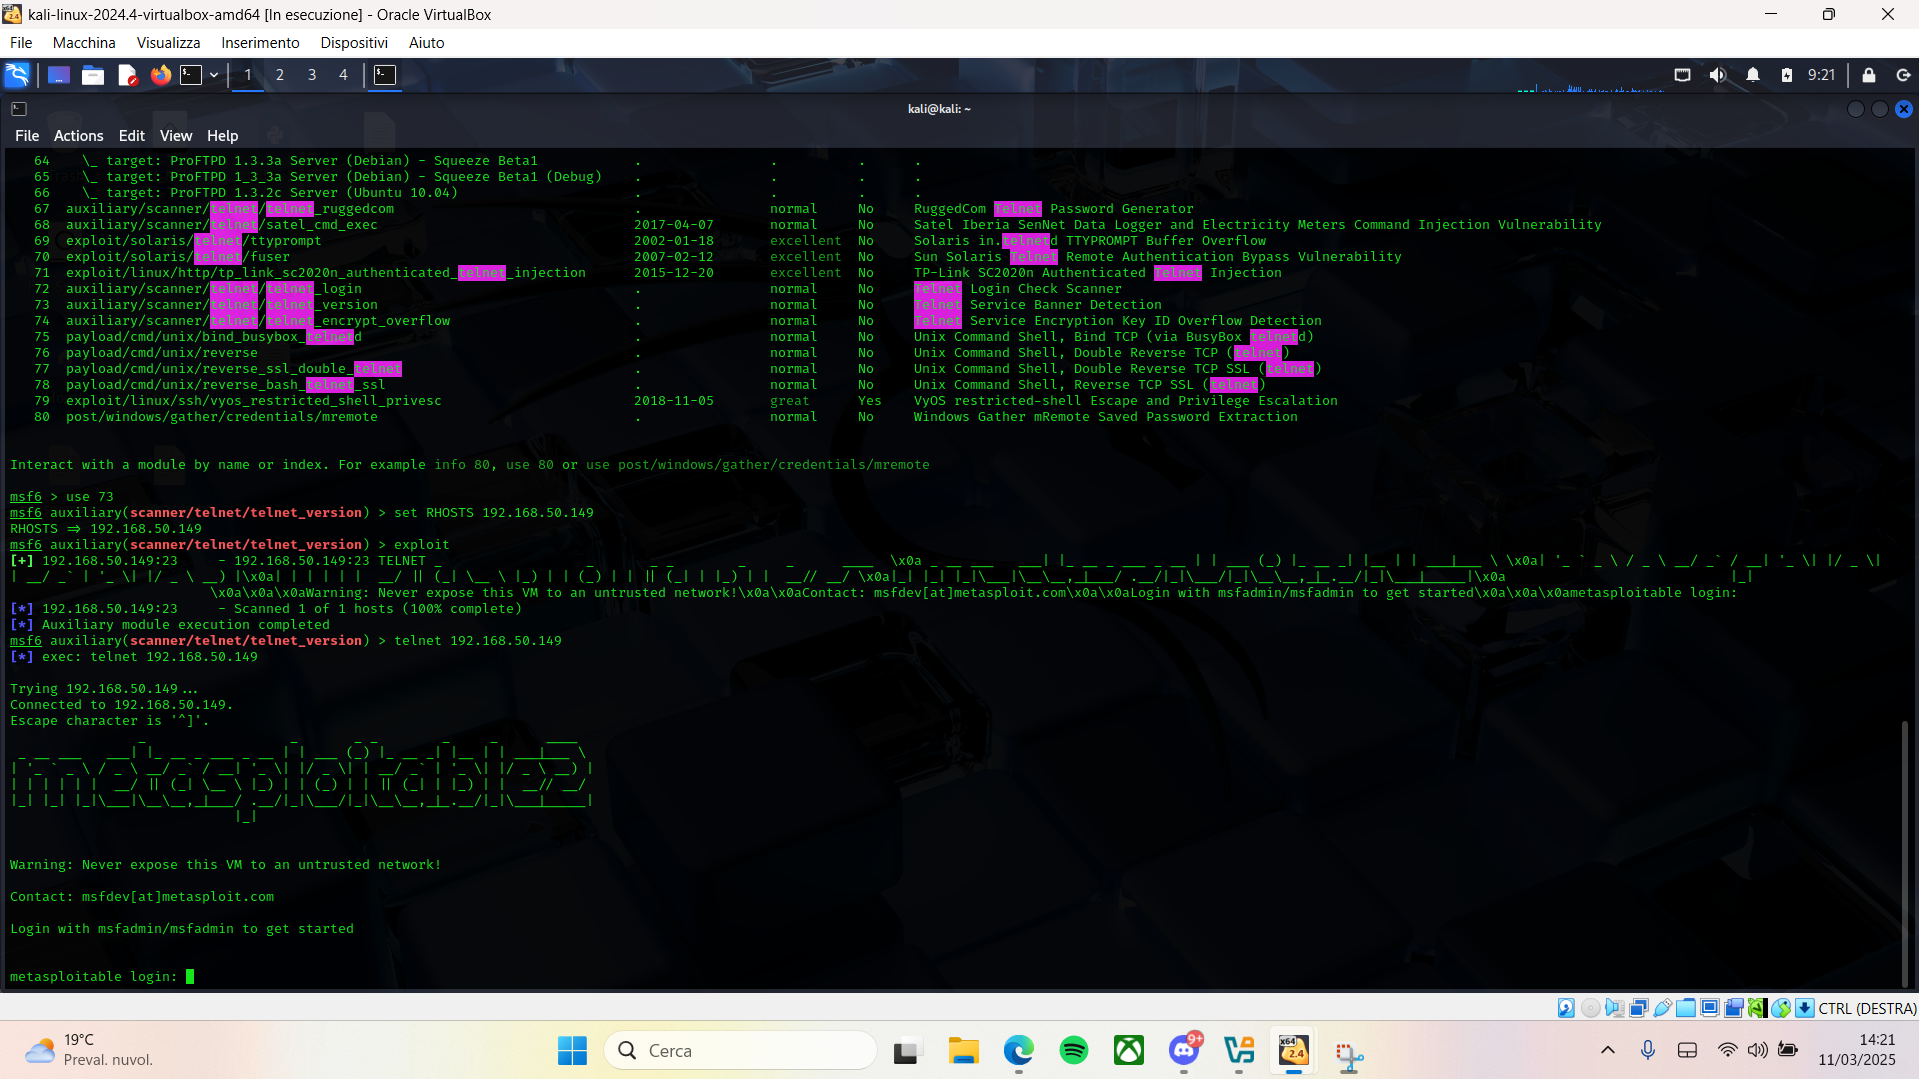 kali-linux-2024.4-virtualbox-amd64 [In esecuzione] - Oracle VirtualBox
File Macchina Visualizza Inserimento Dispositivi Aiuto
1 2 3 4 9:21
kali@kali: ~
File Actions Edit View Help
64 \_ target: ProFTPD 1.3.3a Server (Debian) - Squeeze Beta1 . . . .
65 \_ target: ProFTPD 1_3_3a Server (Debian) - Squeeze Beta1 (Debug) . . . .
66 \_ target: ProFTPD 1.3.2c Server (Ubuntu 10.04) . . . .
67 auxiliary/scanner/telnet/telnet_ruggedcom . normal No RuggedCom Telnet Password Generator
68 auxiliary/scanner/telnet/satel_cmd_exec 2017-04-07 normal No Satel Iberia SenNet Data Logger and Electricity Meters Command Injection Vulnerability
69 exploit/solaris/telnet/ttyprompt 2002-01-18 excellent No Solaris in.telnetd TTYPROMPT Buffer Overflow
70 exploit/solaris/telnet/fuser 2007-02-12 excellent No Sun Solaris Telnet Remote Authentication Bypass Vulnerability
71 exploit/linux/http/tp_link_sc2020n_authenticated_telnet_injection 2015-12-20 excellent No TP-Link SC2020n Authenticated Telnet Injection
72 auxiliary/scanner/telnet/telnet_login . normal No Telnet Login Check Scanner
73 auxiliary/scanner/telnet/telnet_version . normal No Telnet Service Banner Detection
74 auxiliary/scanner/telnet/telnet_encrypt_overflow . normal No Telnet Service Encryption Key ID Overflow Detection
75 payload/cmd/unix/bind_busybox_telnetd . normal No Unix Command Shell, Bind TCP (via BusyBox telnetd)
76 payload/cmd/unix/reverse . normal No Unix Command Shell, Double Reverse TCP (telnet)
77 payload/cmd/unix/reverse_ssl_double_telnet . normal No Unix Command Shell, Double Reverse TCP SSL (telnet)
78 payload/cmd/unix/reverse_bash_telnet_ssl . normal No Unix Command Shell, Reverse TCP SSL (telnet)
79 exploit/linux/ssh/vyos_restricted_shell_privesc 2018-11-05 great Yes VyOS restricted-shell Escape and Privilege Escalation
80 post/windows/gather/credentials/mremote . normal No Windows Gather mRemote Saved Password Extraction
Interact with a module by name or index. For example info 80, use 80 or use post/windows/gather/credentials/mremote
msf6 > use 73
msf6 auxiliary(scanner/telnet/telnet_version) > set RHOSTS 192.168.50.149
RHOSTS => 192.168.50.149
msf6 auxiliary(scanner/telnet/telnet_version) > exploit
[+] 192.168.50.149:23 - 192.168.50.149:23 TELNET
\x0a\x0a\x0aWarning: Never expose this VM to an untrusted network!\x0a\x0aContact: msfdev[at]metasploit.com\x0a\x0aLogin with msfadmin/msfadmin to get started\x0a\x0a\x0ametasploitable login:
[*] 192.168.50.149:23 - Scanned 1 of 1 hosts (100% complete)
[*] Auxiliary module execution completed
msf6 auxiliary(scanner/telnet/telnet_version) > telnet 192.168.50.149
[*] exec: telnet 192.168.50.149
Trying 192.168.50.149...
Connected to 192.168.50.149.
Escape character is '^]'.
metasploitable2
Warning: Never expose this VM to an untrusted network!
Contact: msfdev[at]metasploit.com
Login with msfadmin/msfadmin to get started
metasploitable login:
CTRL (DESTRA)
19°C
Preval. nuvol.
Cerca
9+
x64
2.4
14:21
11/03/2025